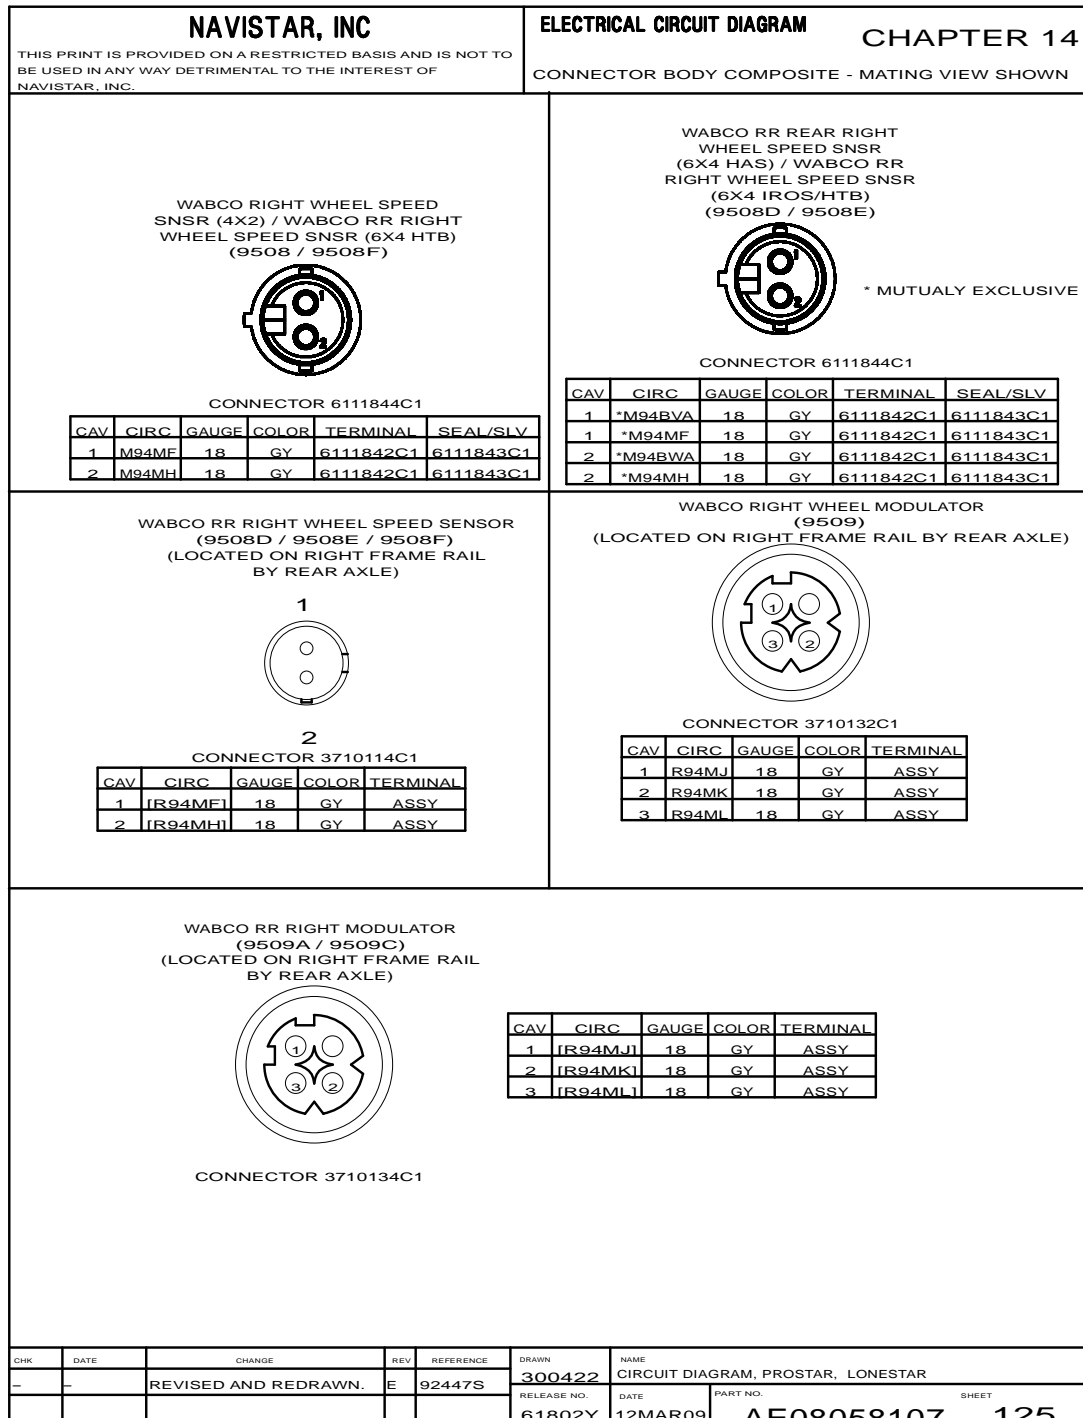 NAVISTAR, INC
THIS PRINT IS PROVIDED ON A RESTRICTED BASIS AND IS NOT TO
BE USED IN ANY WAY DETRIMENTAL TO THE INTEREST OF
NAVISTAR, INC.
ELECTRICAL CIRCUIT DIAGRAM
CHAPTER 14
CONNECTOR BODY COMPOSITE - MATING VIEW SHOWN
WABCO RIGHT WHEEL SPEED
SNSR (4X2) / WABCO RR RIGHT
WHEEL SPEED SNSR (6X4 HTB)
(9508 / 9508F)
1
2
CONNECTOR 6111844C1
CAV CIRC GAUGE COLOR TERMINAL SEAL/SLV
1 M94MF 18 GY 6111842C1 6111843C1
2 M94MH 18 GY 6111842C1 6111843C1
WABCO RR REAR RIGHT
WHEEL SPEED SNSR
(6X4 HAS) / WABCO RR
RIGHT WHEEL SPEED SNSR
(6X4 IROS/HTB)
(9508D / 9508E)
1
2
* MUTUALY EXCLUSIVE
CONNECTOR 6111844C1
CAV CIRC GAUGE COLOR TERMINAL SEAL/SLV
1 *M94BVA 18 GY 6111842C1 6111843C1
1 *M94MF 18 GY 6111842C1 6111843C1
2 *M94BWA 18 GY 6111842C1 6111843C1
2 *M94MH 18 GY 6111842C1 6111843C1
WABCO RR RIGHT WHEEL SPEED SENSOR
(9508D / 9508E / 9508F)
(LOCATED ON RIGHT FRAME RAIL
BY REAR AXLE)
1
2
CONNECTOR 3710114C1
CAV CIRC GAUGE COLOR TERMINAL
1 [R94MF] 18 GY ASSY
2 [R94MH] 18 GY ASSY
WABCO RIGHT WHEEL MODULATOR
(9509)
(LOCATED ON RIGHT FRAME RAIL BY REAR AXLE)
1
3 2
CONNECTOR 3710132C1
CAV CIRC GAUGE COLOR TERMINAL
1 R94MJ 18 GY ASSY
2 R94MK 18 GY ASSY
3 R94ML 18 GY ASSY
WABCO RR RIGHT MODULATOR
(9509A / 9509C)
(LOCATED ON RIGHT FRAME RAIL
BY REAR AXLE)
1
3 2
CONNECTOR 3710134C1
CAV CIRC GAUGE COLOR TERMINAL
1 [R94MJ] 18 GY ASSY
2 [R94MK] 18 GY ASSY
3 [R94ML] 18 GY ASSY
CHK DATE CHANGE REV REFERENCE
– – REVISED AND REDRAWN. E 92447S
DRAWN
300422
NAME
CIRCUIT DIAGRAM, PROSTAR, LONESTAR
RELEASE NO. DATE PART NO. SHEET
61802Y 12MAR09 AE08058107 125